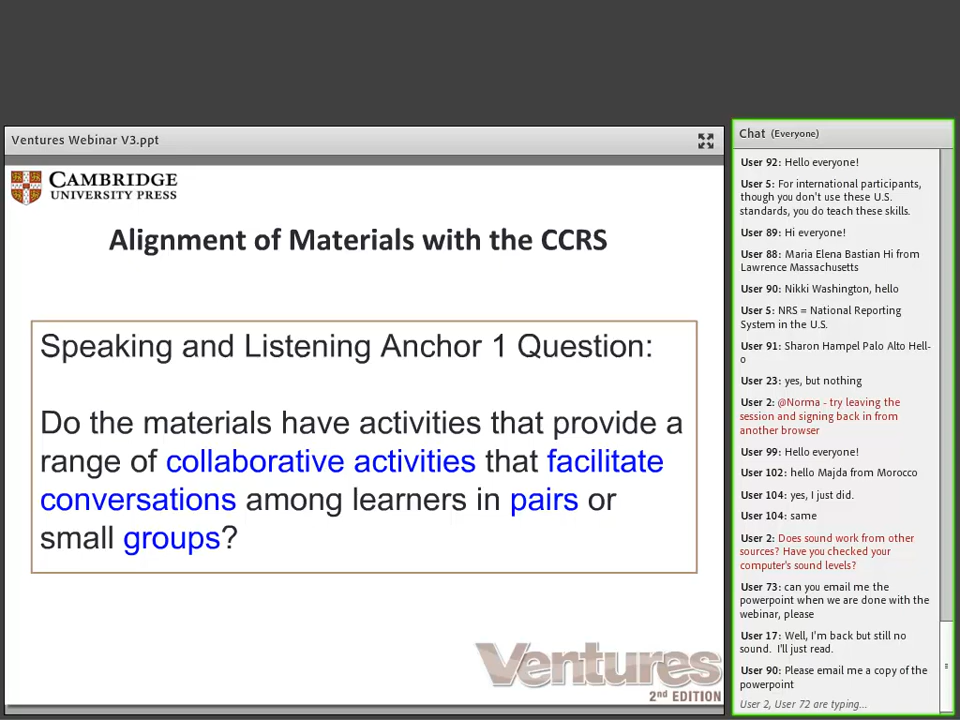 Ventures Webinar V3.ppt
CAMBRIDGE
UNIVERSITY PRESS
Alignment of Materials with the CCRS
Speaking and Listening Anchor 1 Question:
Do the materials have activities that provide a
range of collaborative activities that facilitate
conversations among learners in pairs or
small groups?
Ventures
2nd EDITION
Chat (Everyone)
User 92: Hello everyone!
User 5: For international participants,
though you don't use these U.S.
standards, you do teach these skills.
User 89: Hi everyone!
User 88: Maria Elena Bastian Hi from
Lawrence Massachusetts
User 90: Nikki Washington, hello
User 5: NRS = National Reporting
System in the U.S.
User 91: Sharon Hampel Palo Alto Hell-
o
User 23: yes, but nothing
User 2: @Norma - try leaving the
session and signing back in from
another browser
User 99: Hello everyone!
User 102: hello Majda from Morocco
User 104: yes, I just did.
User 104: same
User 2: Does sound work from other
sources? Have you checked your
computer's sound levels?
User 73: can you email me the
powerpoint when we are done with the
webinar, please
User 17: Well, I'm back but still no
sound. I'll just read.
User 90: Please email me a copy of the
powerpoint
User 2, User 72 are typing...